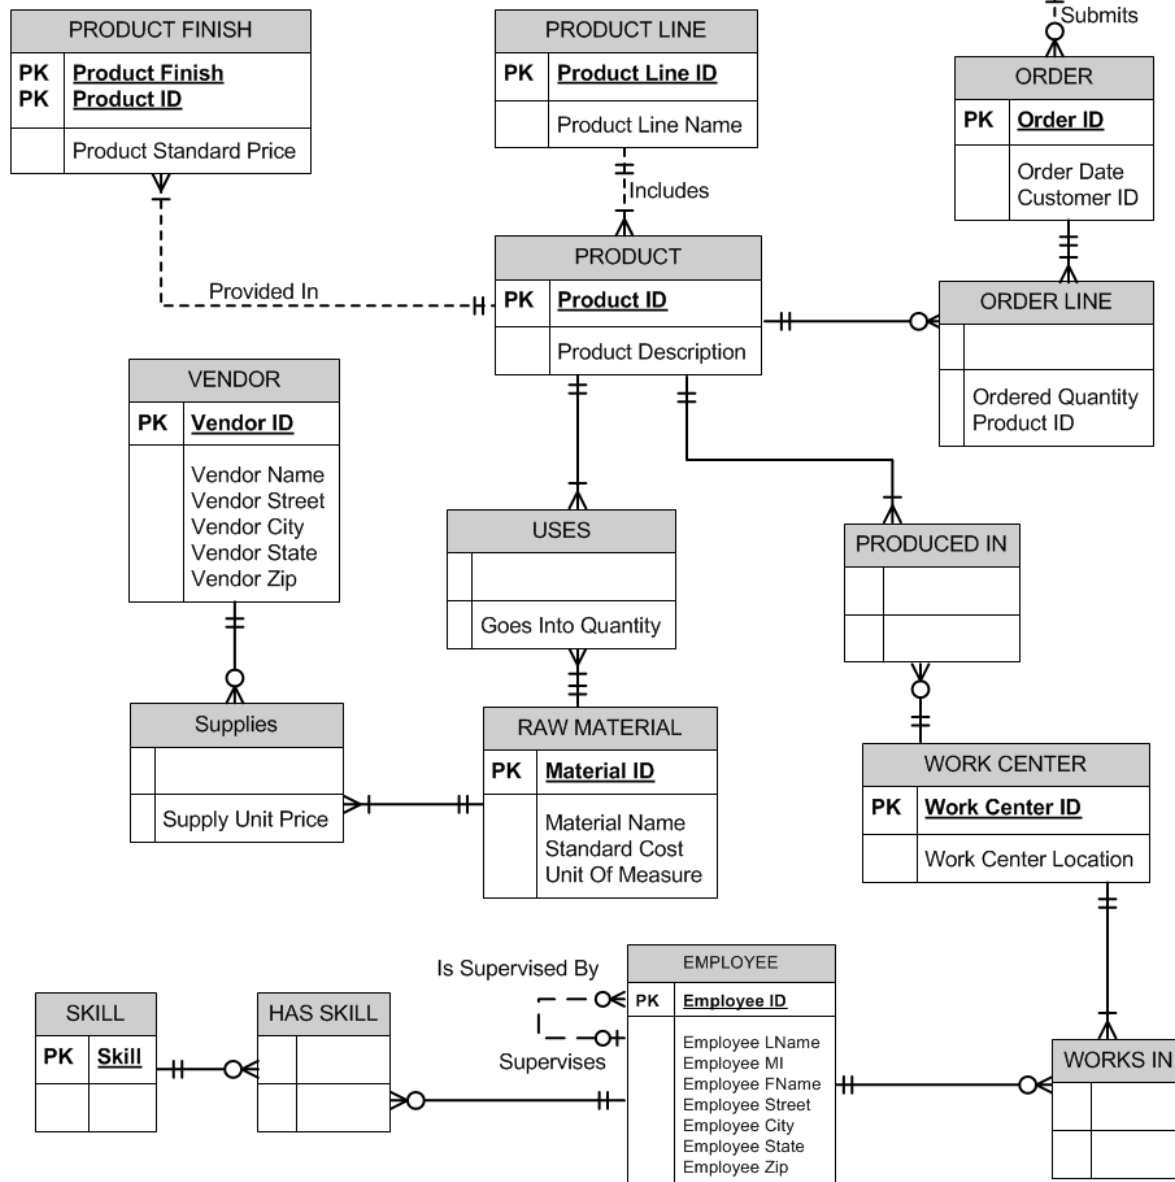 PRODUCT FINISH
PK Product Finish
PK Product ID
Product Standard Price
PRODUCT LINE
PK Product Line ID
Product Line Name
Submits
ORDER
PK Order ID
Order Date
Customer ID
Includes
PRODUCT
PK Product ID
Product Description
Provided In
ORDER LINE
Ordered Quantity
Product ID
VENDOR
PK Vendor ID
Vendor Name
Vendor Street
Vendor City
Vendor State
Vendor Zip
USES
Goes Into Quantity
PRODUCED IN
Supplies
Supply Unit Price
RAW MATERIAL
PK Material ID
Material Name
Standard Cost
Unit Of Measure
WORK CENTER
PK Work Center ID
Work Center Location
SKILL
PK Skill
HAS SKILL
Is Supervised By
Supervises
EMPLOYEE
PK Employee ID
Employee LName
Employee MI
Employee FName
Employee Street
Employee City
Employee State
Employee Zip
WORKS IN